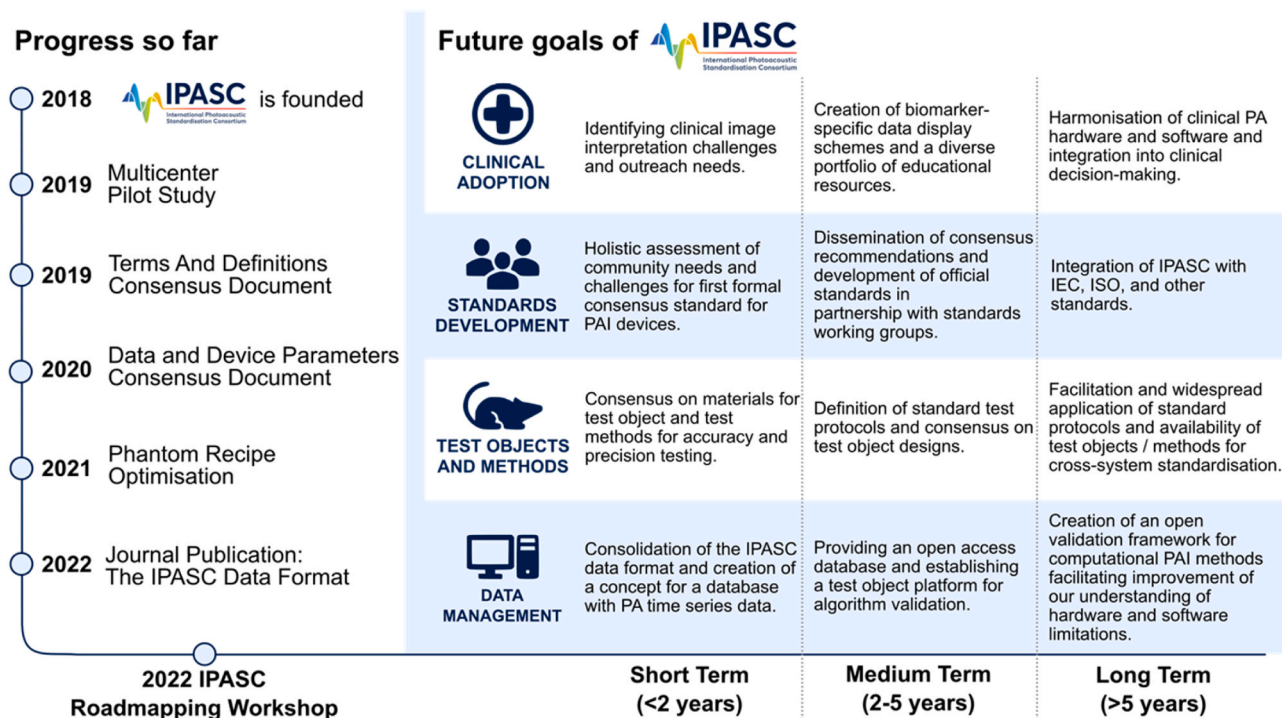 Progress so far
2018
IPASC
International Photoacoustic
Standardisation Consortium
is founded
2019
Multicenter
Pilot Study
2019
Terms And Definitions
Consensus Document
2020
Data and Device Parameters
Consensus Document
2021
Phantom Recipe
Optimisation
2022
Journal Publication:
The IPASC Data Format
2022 IPASC
Roadmapping Workshop
Future goals of
IPASC
International Photoacoustic
Standardisation Consortium
CLINICAL
ADOPTION
Identifying clinical image
interpretation challenges
and outreach needs.
Creation of biomarker-
specific data display
schemes and a diverse
portfolio of educational
resources.
Harmonisation of clinical PA
hardware and software and
integration into clinical
decision-making.
STANDARDS
DEVELOPMENT
Holistic assessment of
community needs and
challenges for first formal
consensus standard for
PAI devices.
Dissemination of consensus
recommendations and
development of official
standards in
partnership with standards
working groups.
Integration of IPASC with
IEC, ISO, and other
standards.
TEST OBJECTS
AND METHODS
Consensus on materials for
test object and test
methods for accuracy and
precision testing.
Definition of standard test
protocols and consensus on
test object designs.
Facilitation and widespread
application of standard
protocols and availability of
test objects / methods for
cross-system standardisation.
DATA
MANAGEMENT
Consolidation of the IPASC
data format and creation of
a concept for a database
with PA time series data.
Providing an open access
database and establishing
a test object platform for
algorithm validation.
Creation of an open
validation framework for
computational PAI methods
facilitating improvement of
our understanding of
hardware and software
limitations.
Short Term
(<2 years)
Medium Term
(2-5 years)
Long Term
(>5 years)